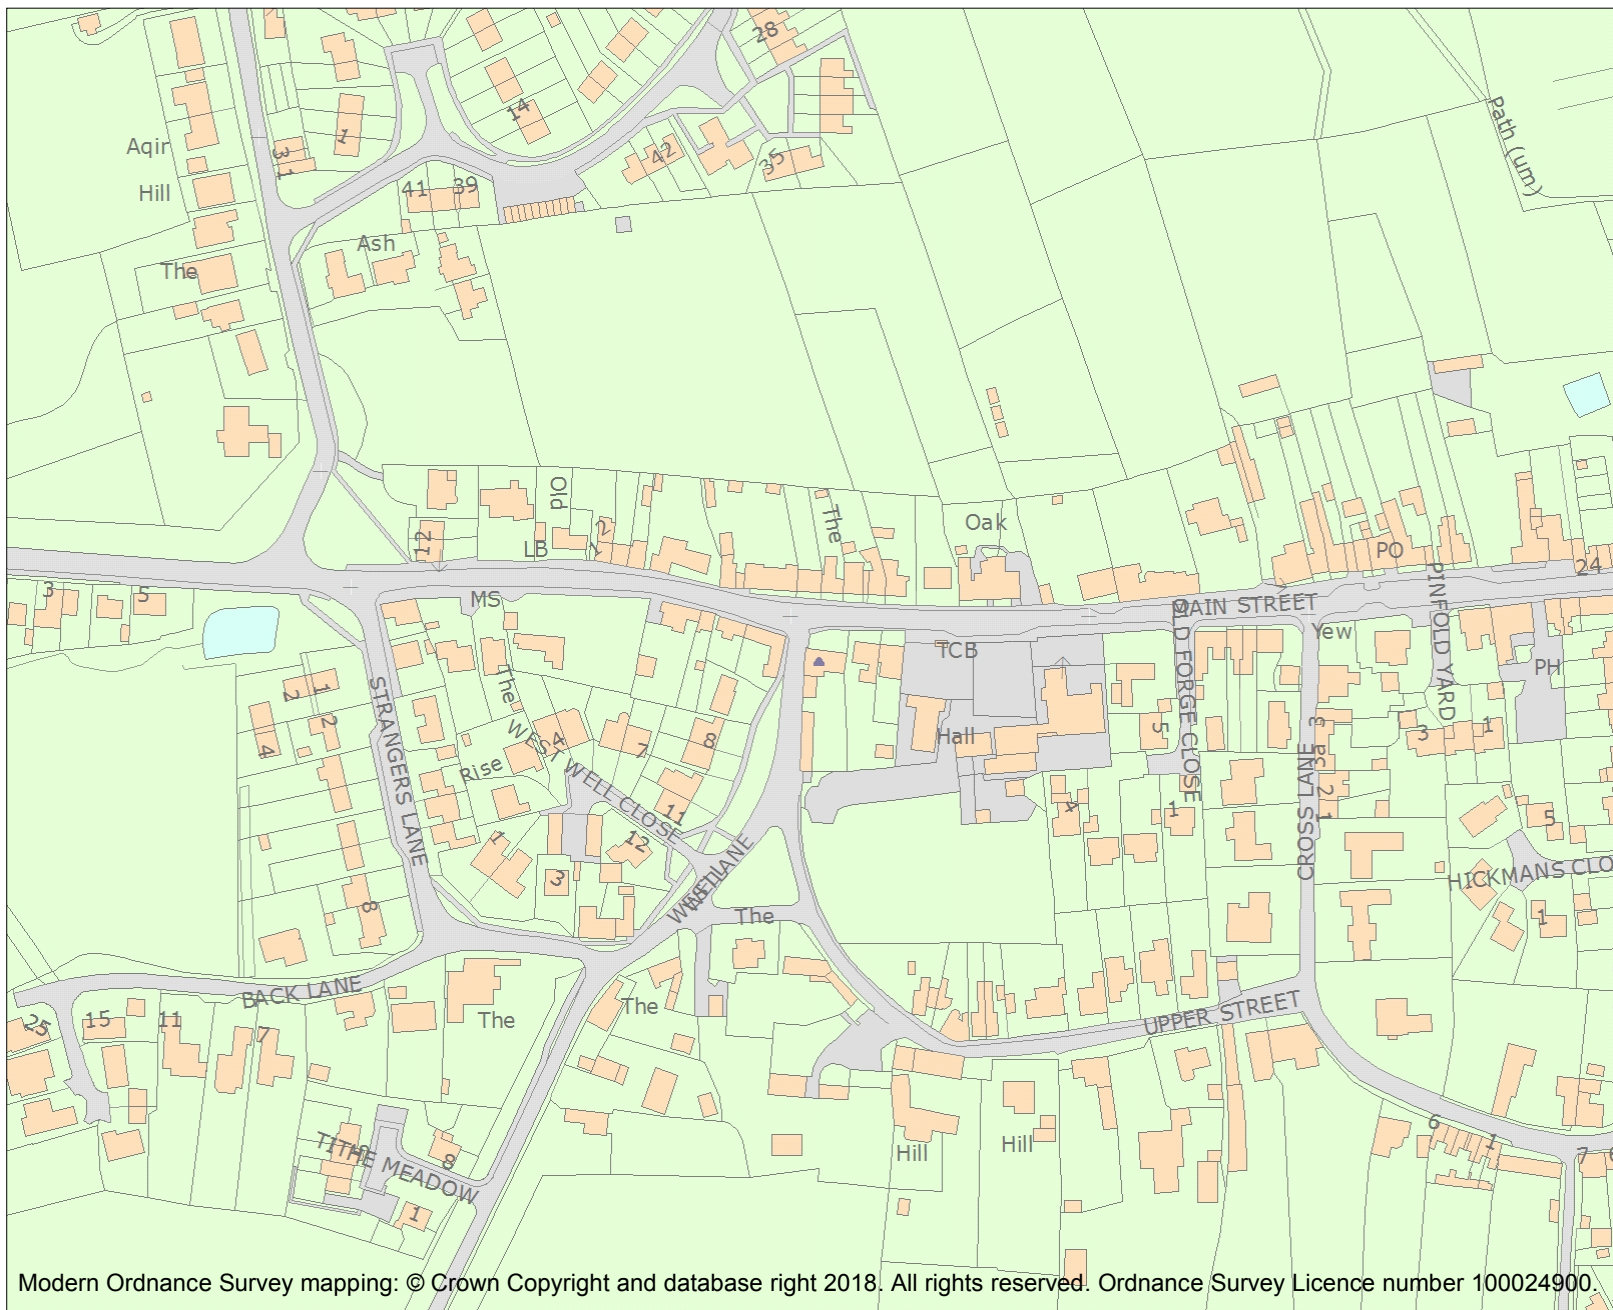 28
14
1
31
Aqir
42
35
Path (um)
41
39
Hill
Ash
The
Old
12
LB
1
2
The
Oak
PO
24
3
5
MS
MAIN STREET
PINFOLD YARD
OLD FORGE CLOSE
Yew
TCB
PH
The
STRANGERS LANE
2
1
2
4
Rise
4
7
8
WEST WELL CLOSE
11
12
Hall
5
3
3a
3
1
4
1
2
1
CROSS LANE
5
1
3
8
WEST
WELL LANE
The
HICKMANS CLO
1
BACK LANE
25
15
11
7
The
The
UPPER STREET
TITHE MEADOW
8
1
Hill
Hill
6
1
7
Modern Ordnance Survey mapping: © Crown Copyright and database right 2018. All rights reserved. Ordnance Survey Licence number 100024900.